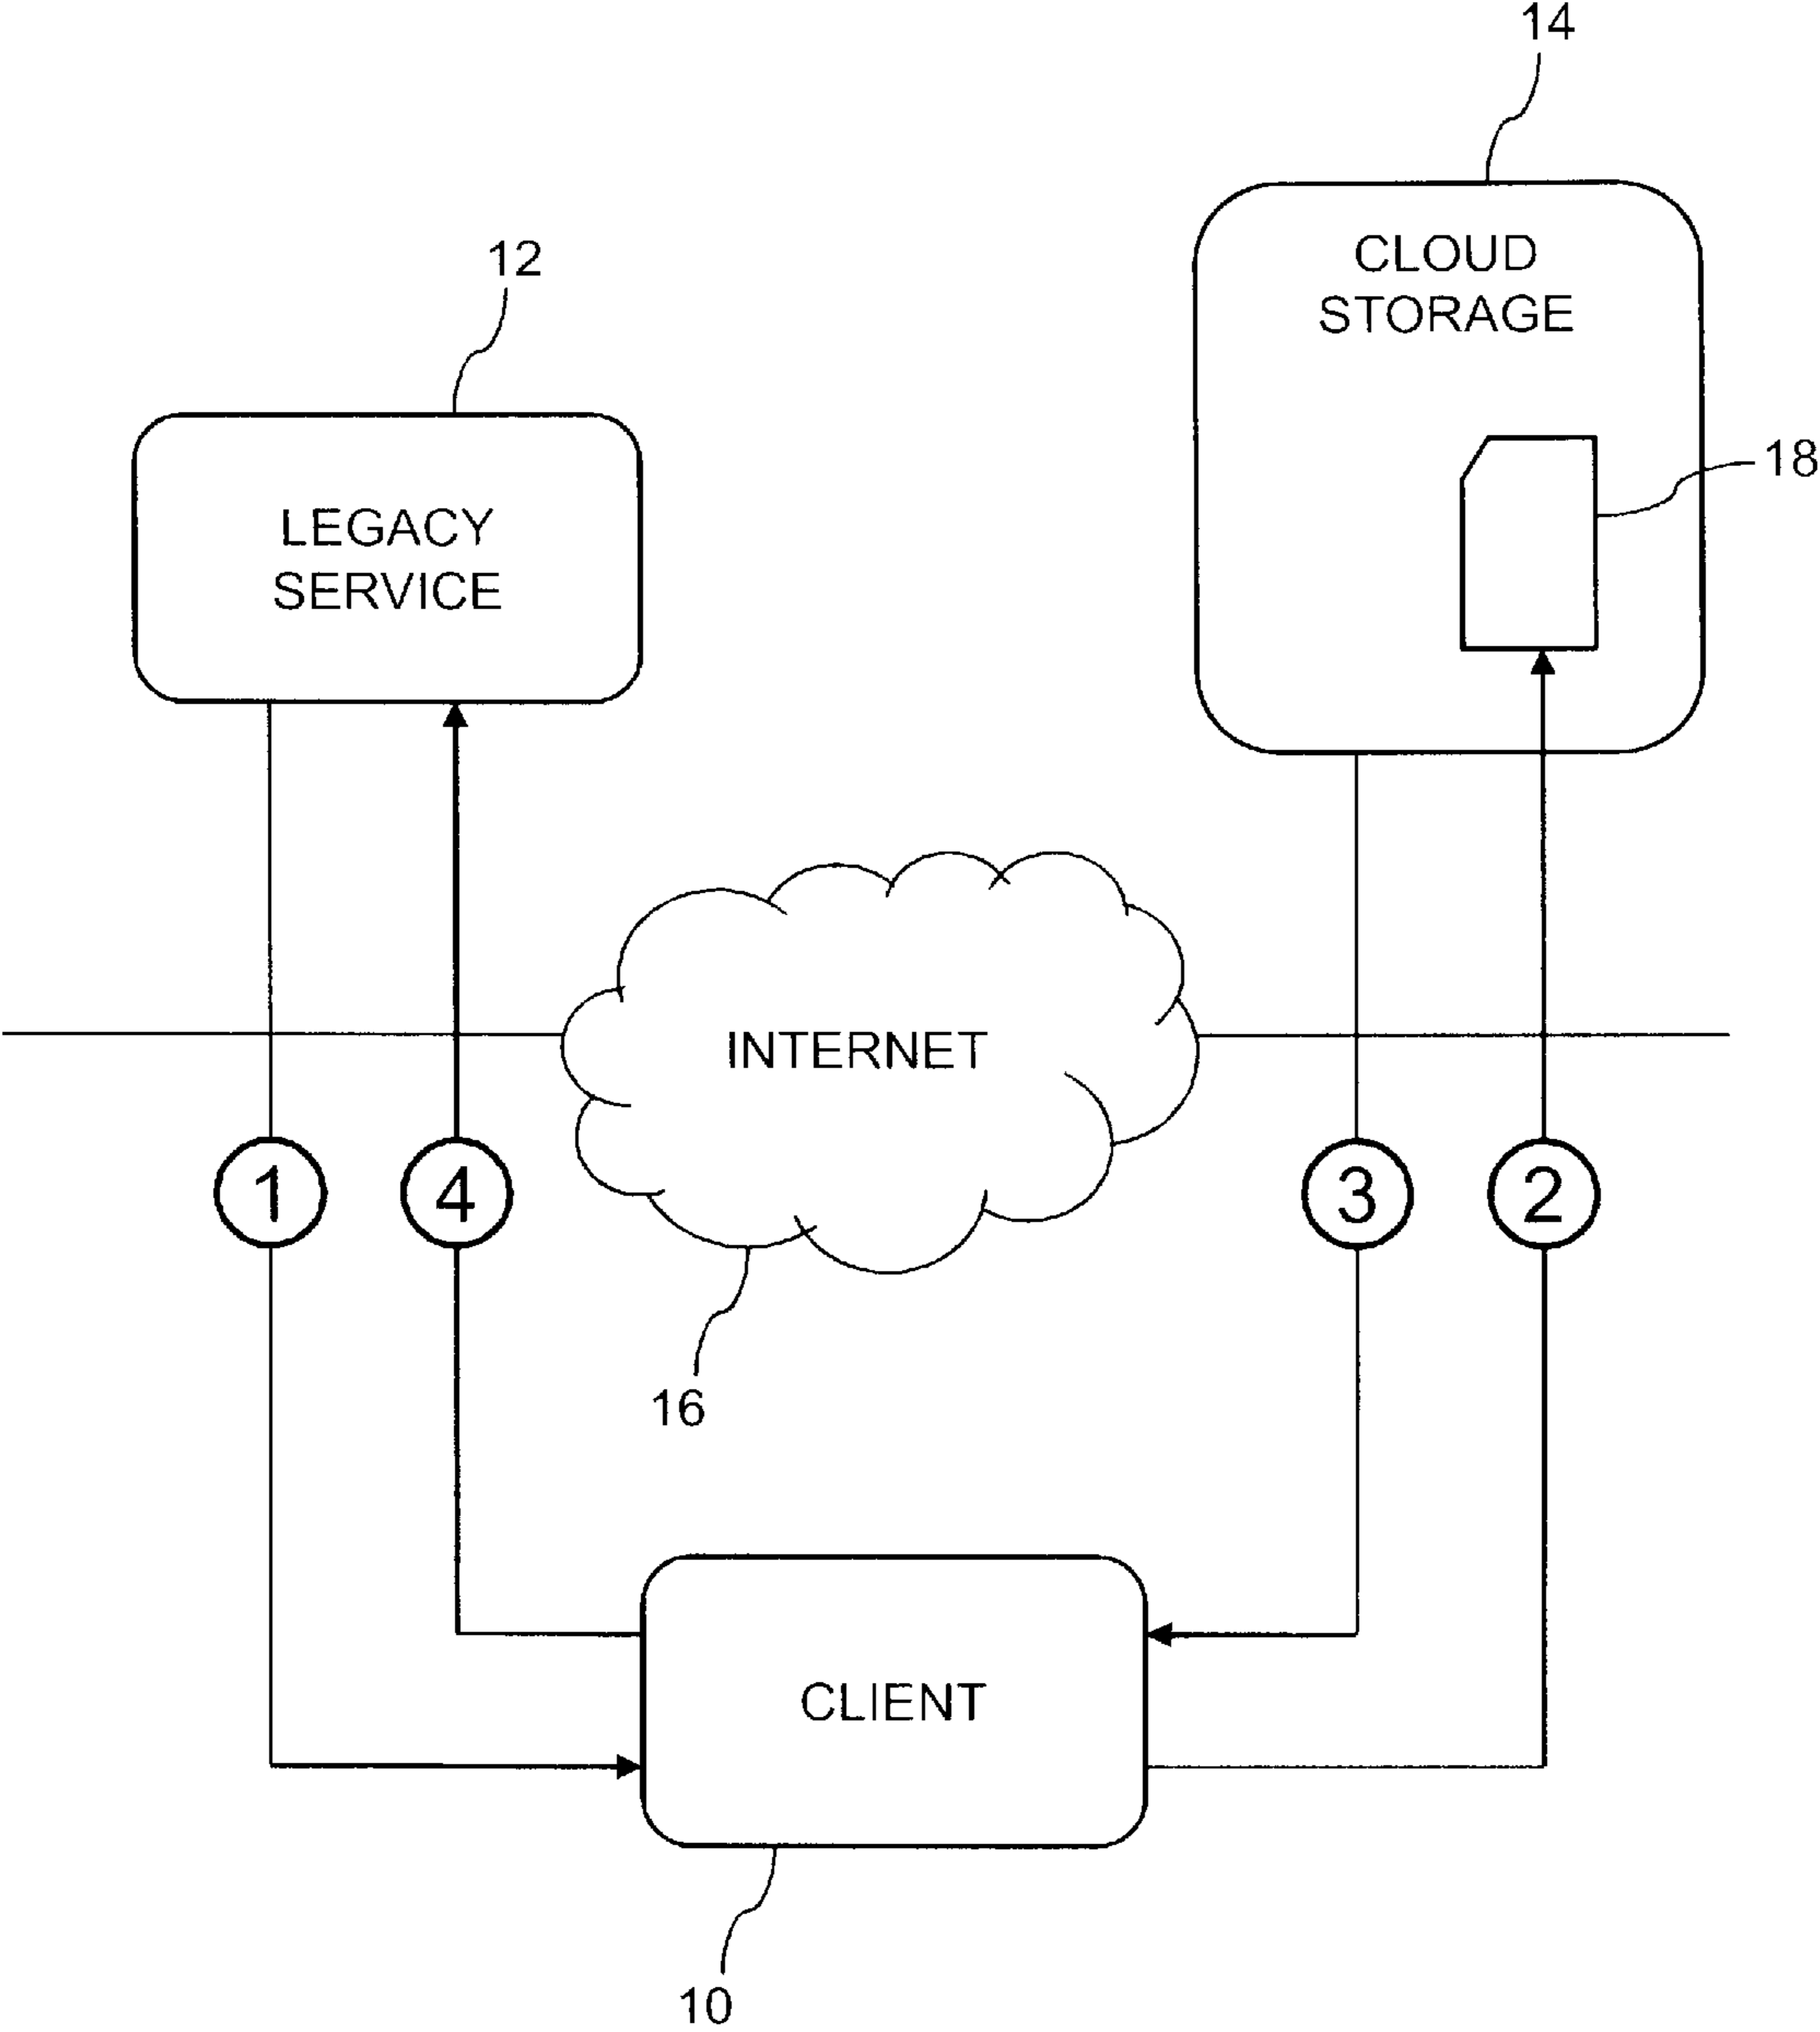 14
12
CLOUD
STORAGE
18
LEGACY
SERVICE
INTERNET
1
4
3
2
16
CLIENT
10